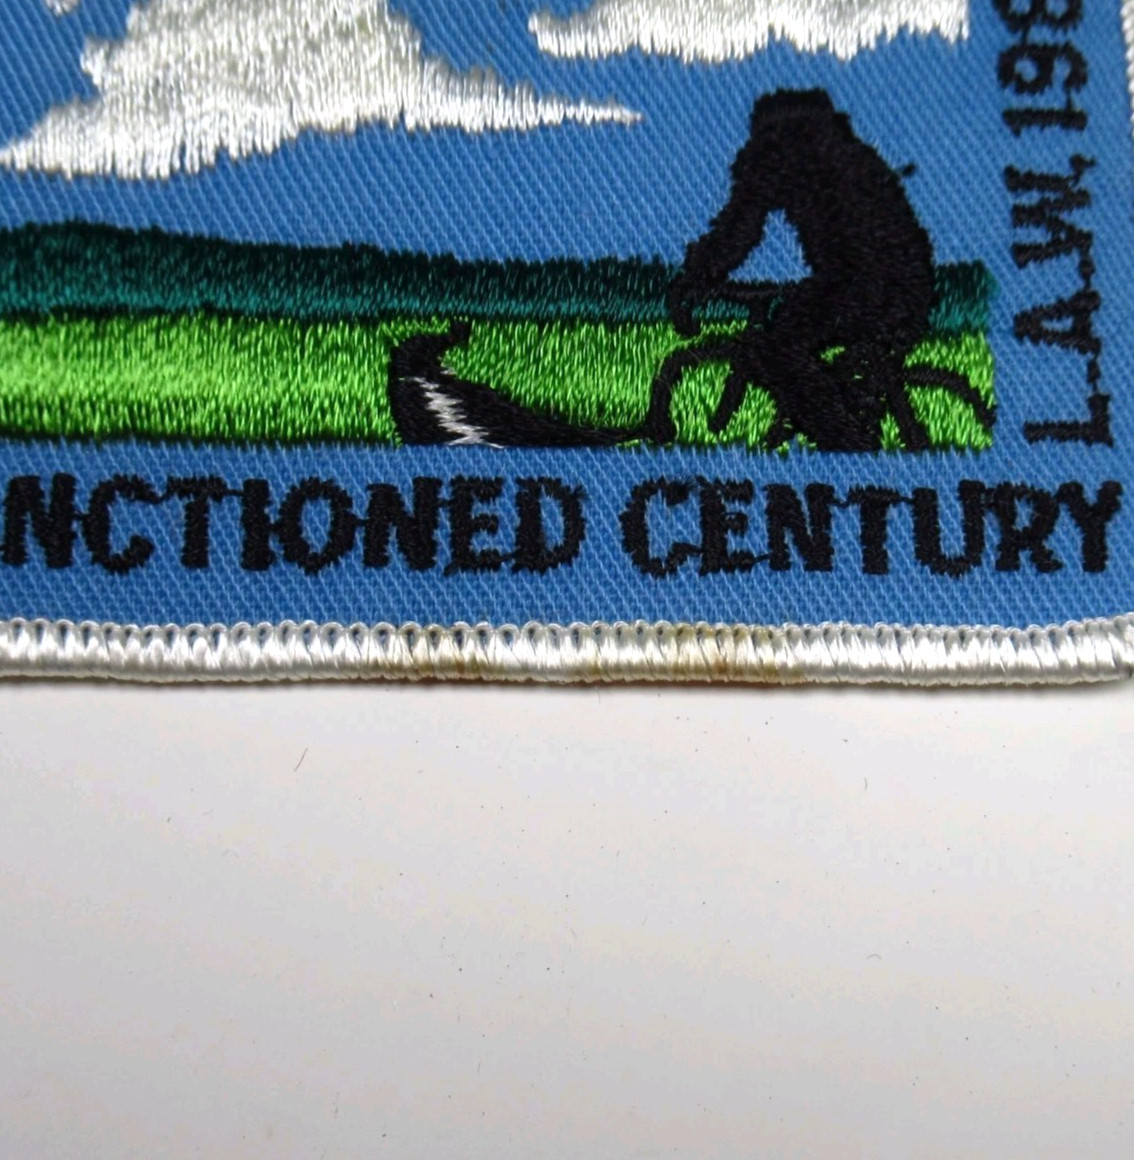 L.A.W. 198
NCTIONED CENTURY